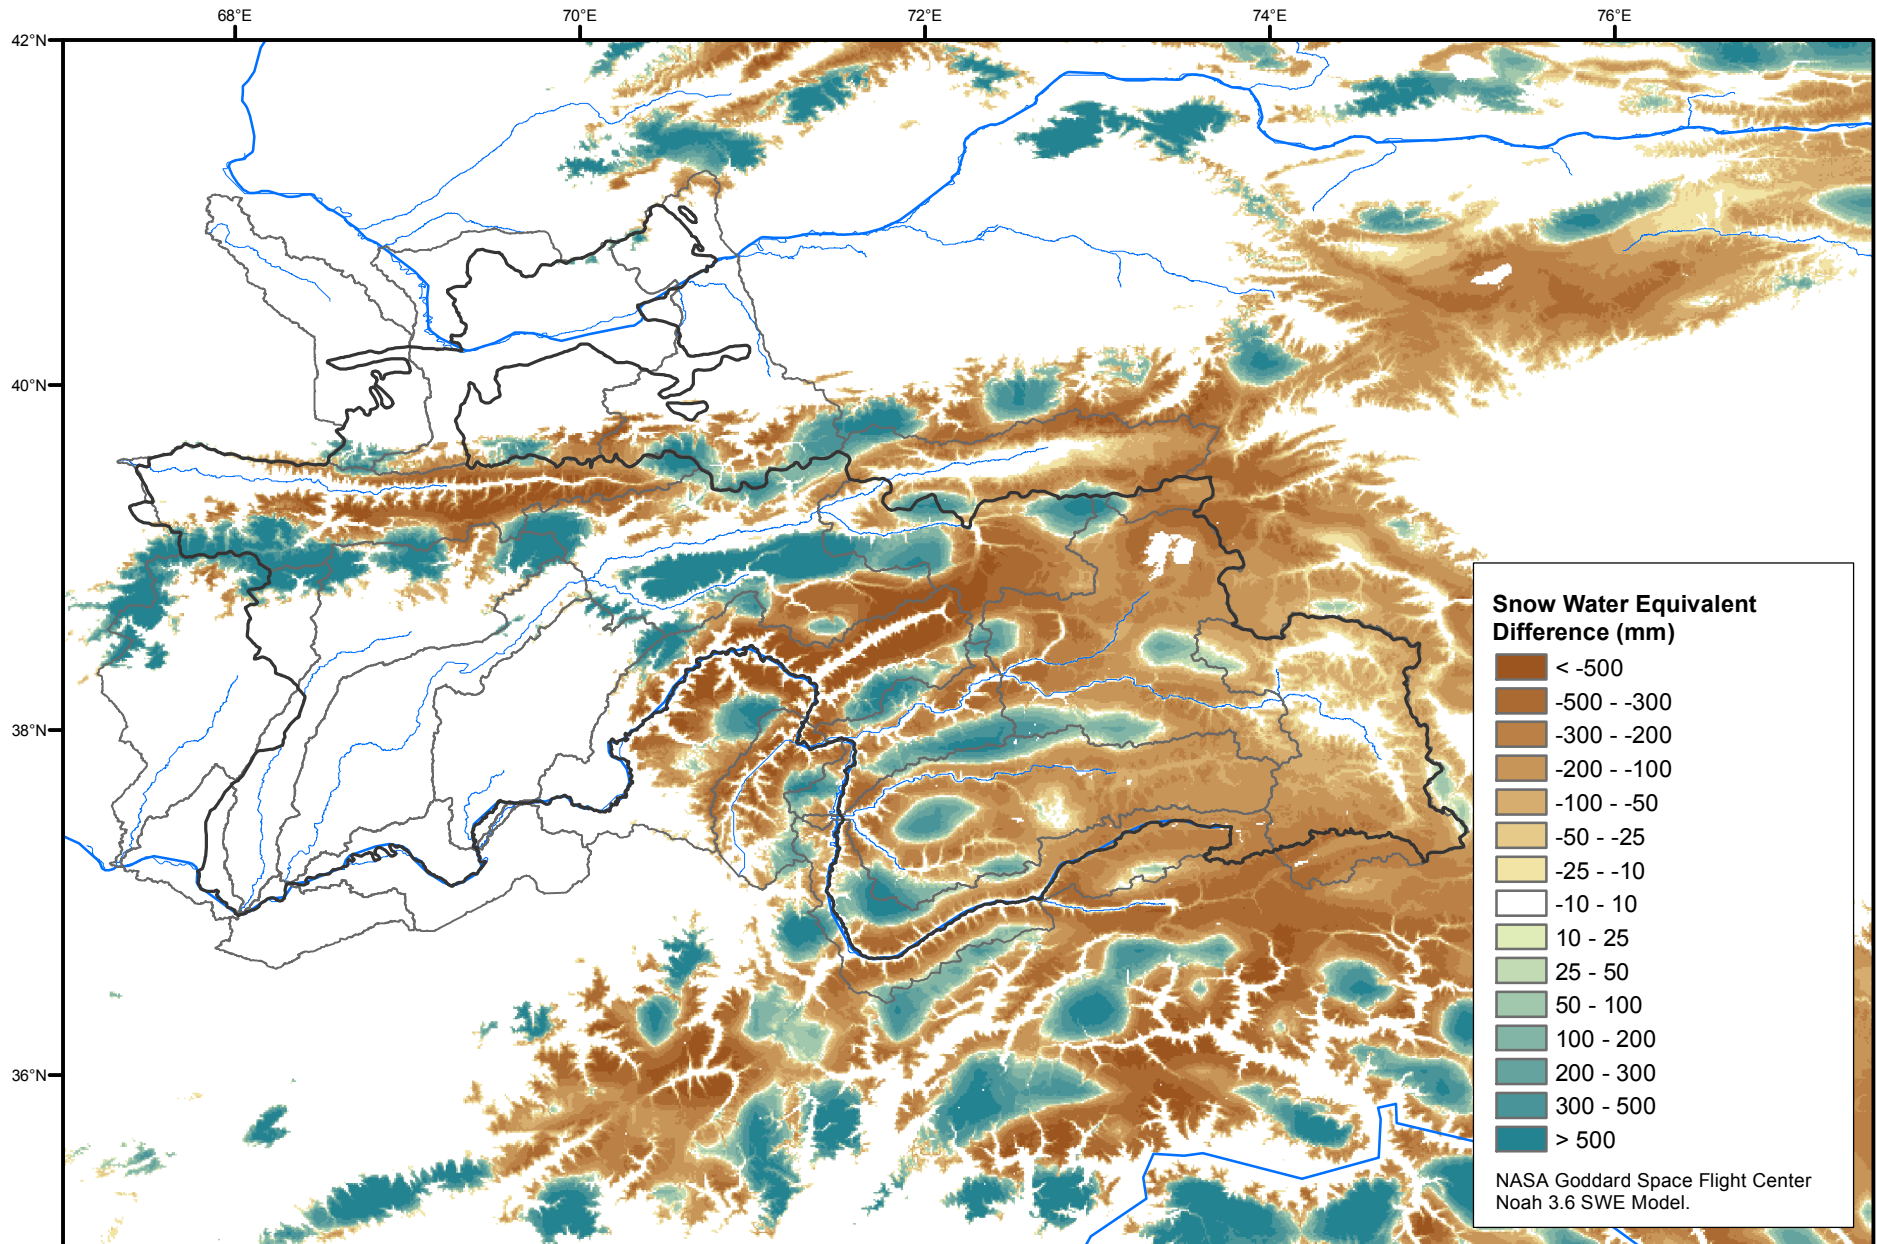 68°E
70°E
72°E
74°E
76°E
42°N
40°N
38°N
36°N
Snow Water Equivalent
Difference (mm)
< -500
-500 - -300
-300 - -200
-200 - -100
-100 - -50
-50 - -25
-25 - -10
-10 - 10
10 - 25
25 - 50
50 - 100
100 - 200
200 - 300
300 - 500
> 500
NASA Goddard Space Flight Center
Noah 3.6 SWE Model.